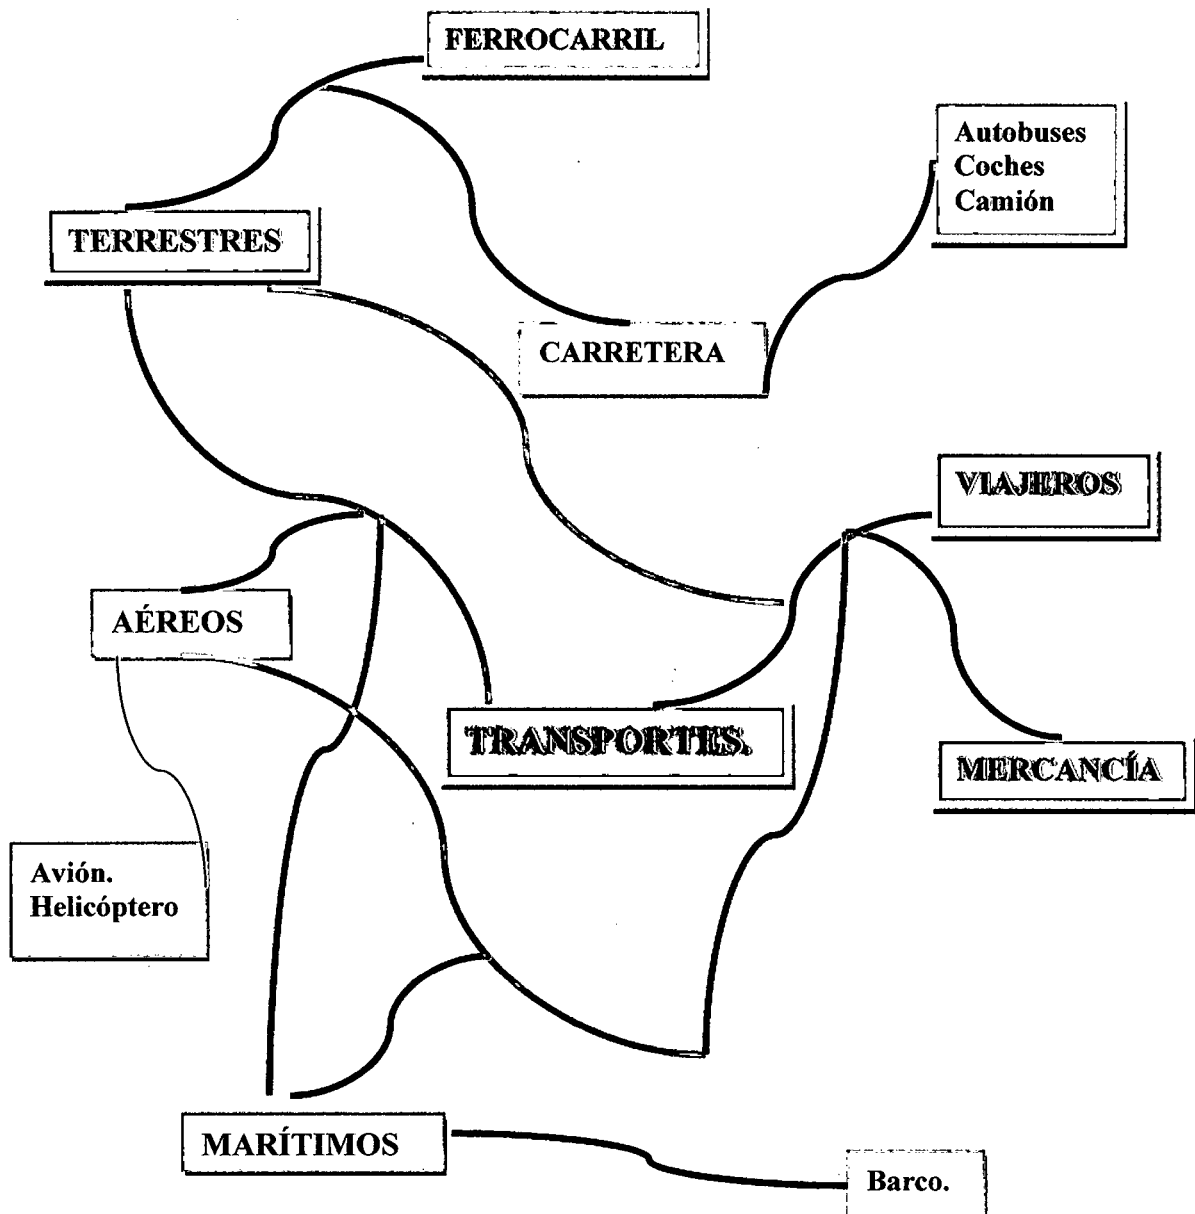 FERROCARRIL
Autobuses
Coches
Camión
TERRESTRES
CARRETERA
VIAJEROS
AÉREOS
TRANSPORTES.
MERCANCÍA
Avión.
Helicóptero
MARÍTIMOS
Barco.